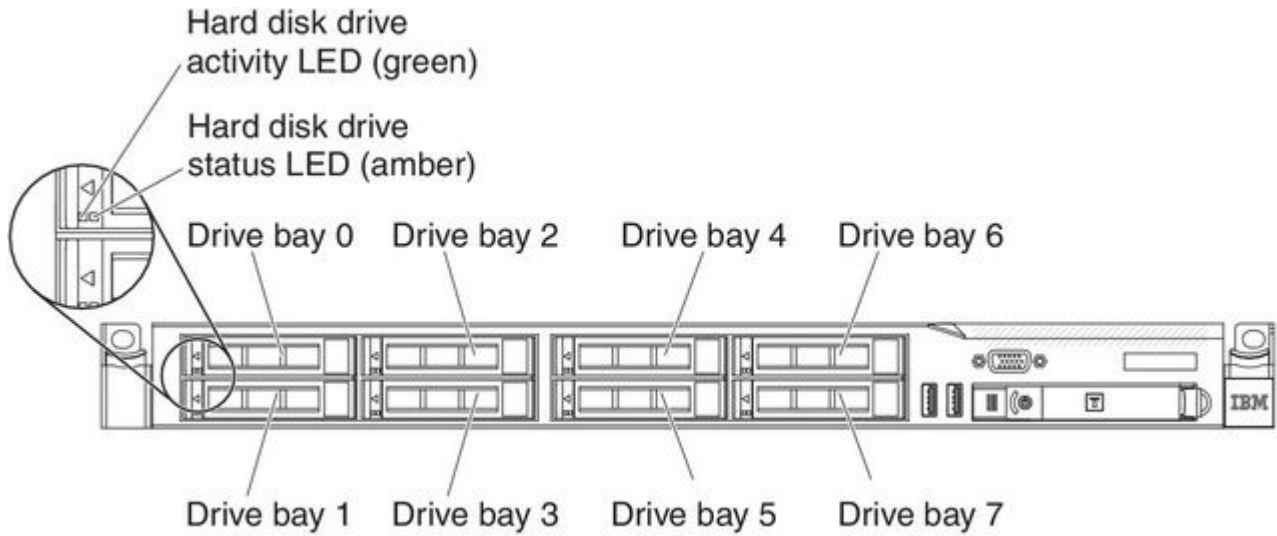 Hard disk drive
activity LED (green)
Hard disk drive
status LED (amber)
Drive bay 0
Drive bay 2
Drive bay 4
Drive bay 6
IBM
Drive bay 1
Drive bay 3
Drive bay 5
Drive bay 7